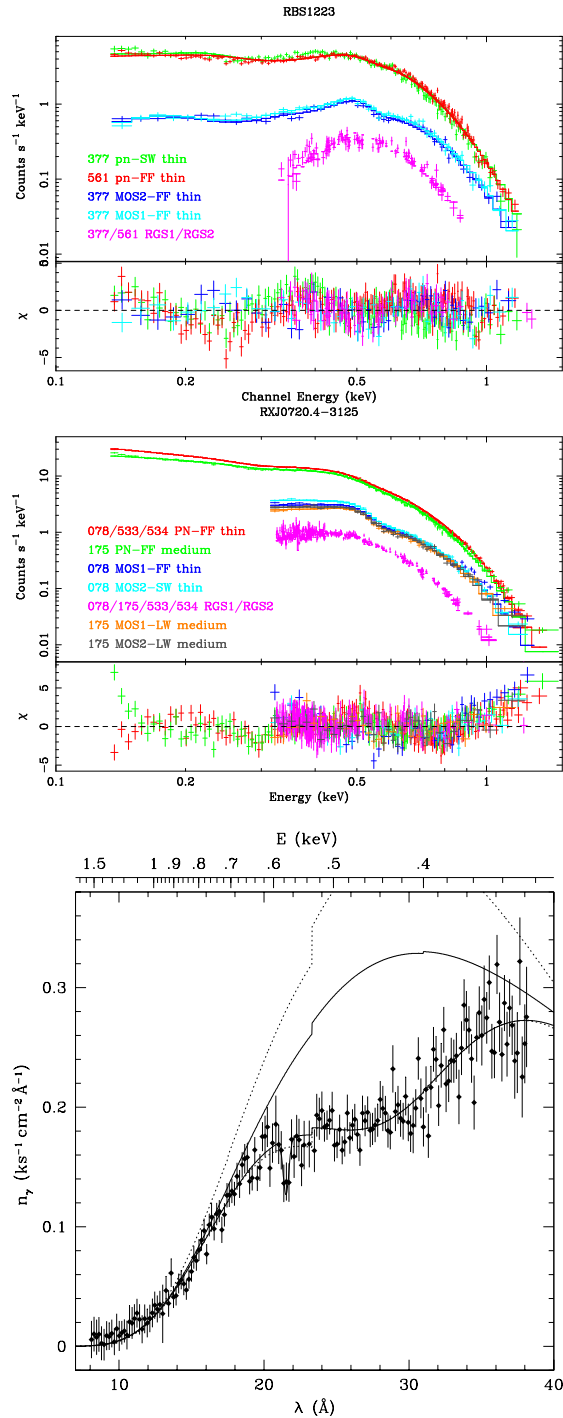 RBS1223
Counts s⁻¹ keV⁻¹
1
0.1
0.01
377 pn-SW thin
561 pn-FF thin
377 MOS2-FF thin
377 MOS1-FF thin
377/561 RGS1/RGS2
χ
5
0
−5
0.1 0.2 0.5 1
Channel Energy (keV)
RXJ0720.4−3125
Counts s⁻¹ keV⁻¹
10
1
0.1
0.01
078/533/534 PN-FF thin
175 PN-FF medium
078 MOS1-FF thin
078 MOS2-SW thin
078/175/533/534 RGS1/RGS2
175 MOS1-LW medium
175 MOS2-LW medium
χ
5
0
−5
0.1 0.2 0.5 1
Energy (keV)
E (keV)
1.5 1 .9 .8 .7 .6 .5 .4
n_γ (ks⁻¹ cm⁻² Å⁻¹)
0.3
0.2
0.1
0
10 20 30 40
λ (Å)